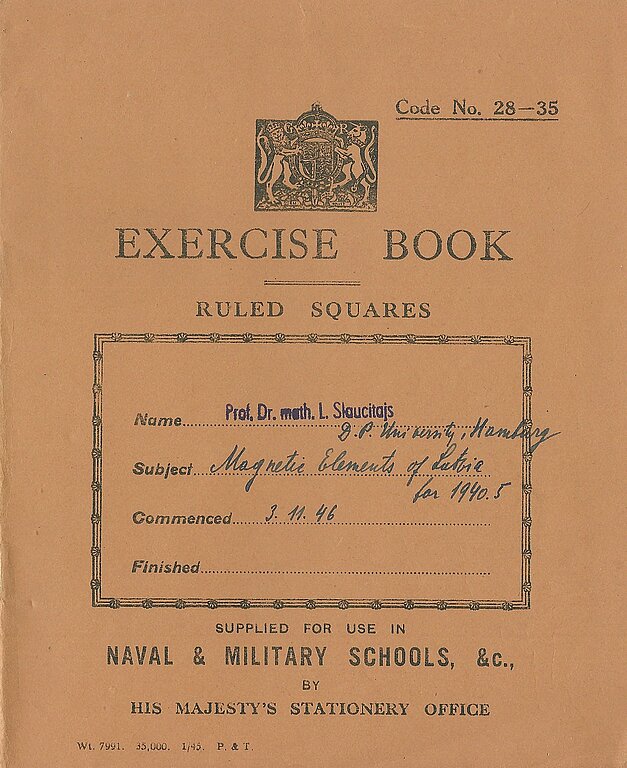 Code No. 28—35
G R
EXERCISE BOOK
RULED SQUARES
Name Prof. Dr. math. L. Slaucitajs
D.P. University, Hamburg
Subject Magnetic Elements of Latvia
for 1940.5
Commenced 3. 11. 46
Finished
SUPPLIED FOR USE IN
NAVAL & MILITARY SCHOOLS, &c.,
BY
HIS MAJESTY'S STATIONERY OFFICE
Wt. 7991. 35,000. 1/45. P. & T.